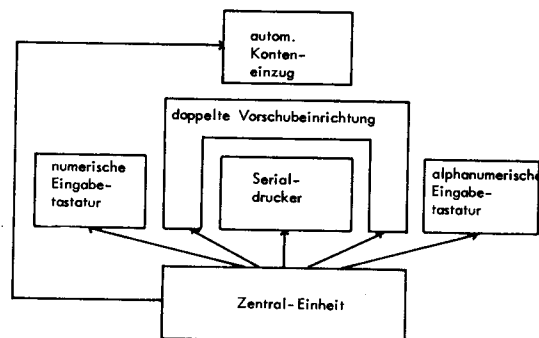 autom.
Konten-
einzug
doppelte Vorschubeinrichtung
numerische
Eingabe-
tastatur
Serial-
drucker
alphanumerische
Eingabe-
tastatur
Zentral-Einheit